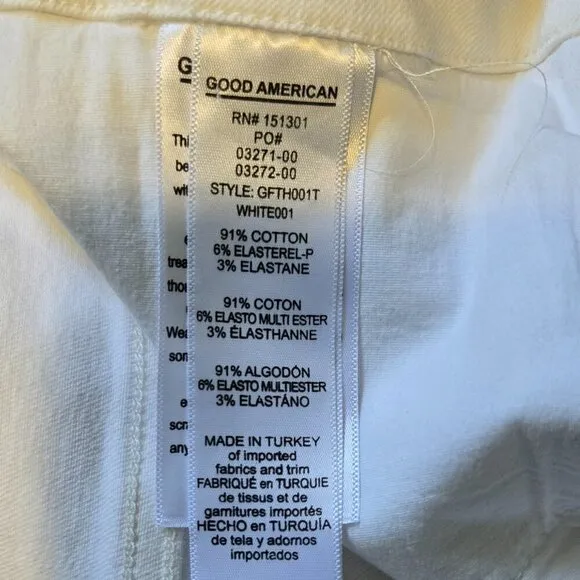 GOOD AMERICAN
RN# 151301
PO#
03271-00
03272-00
STYLE: GFTH001T
WHITE001
91% COTTON
6% ELASTEREL-P
3% ELASTANE
91% COTON
6% ELASTO MULTI ESTER
3% ÉLASTHANNE
91% ALGODÓN
6% ELASTO MULTIESTER
3% ELASTÁNO
MADE IN TURKEY
of imported
fabrics and trim
FABRIQUÉ en TURQUIE
de tissus et de
garnitures importés
HECHO en TURQUÍA
de tela y adornos
importados